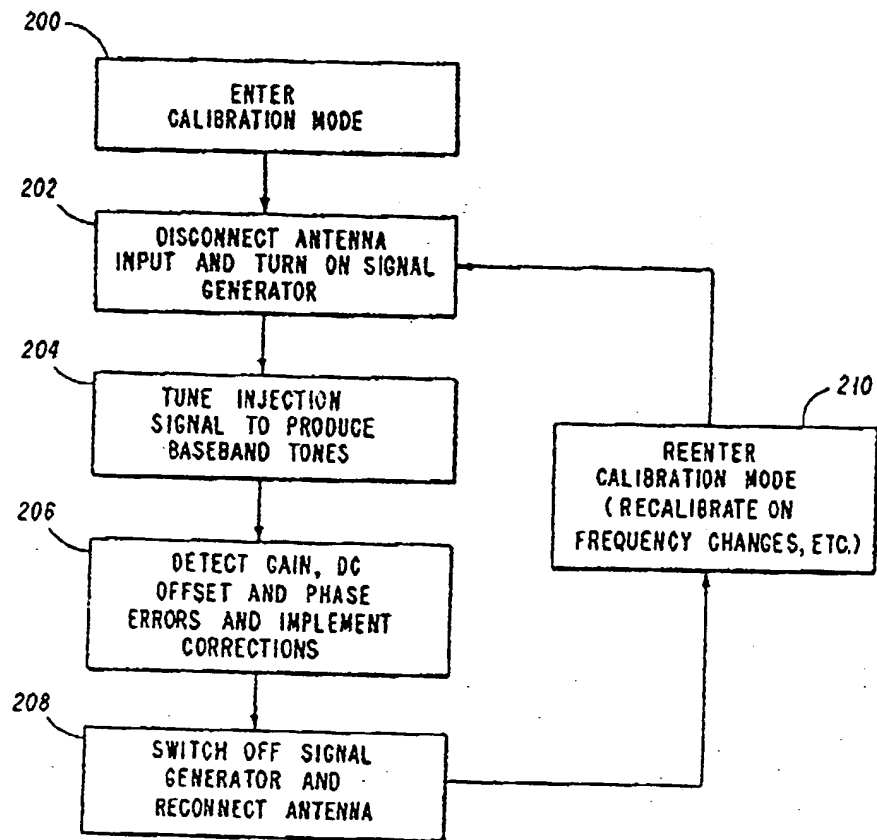 200
ENTER
CALIBRATION MODE
202
DISCONNECT ANTENNA
INPUT AND TURN ON SIGNAL
GENERATOR
204
TUNE INJECTION
SIGNAL TO PRODUCE
BASEBAND TONES
206
DETECT GAIN, DC
OFFSET AND PHASE
ERRORS AND IMPLEMENT
CORRECTIONS
208
SWITCH OFF SIGNAL
GENERATOR AND
RECONNECT ANTENNA
210
REENTER
CALIBRATION MODE
(RECALIBRATE ON
FREQUENCY CHANGES, ETC.)